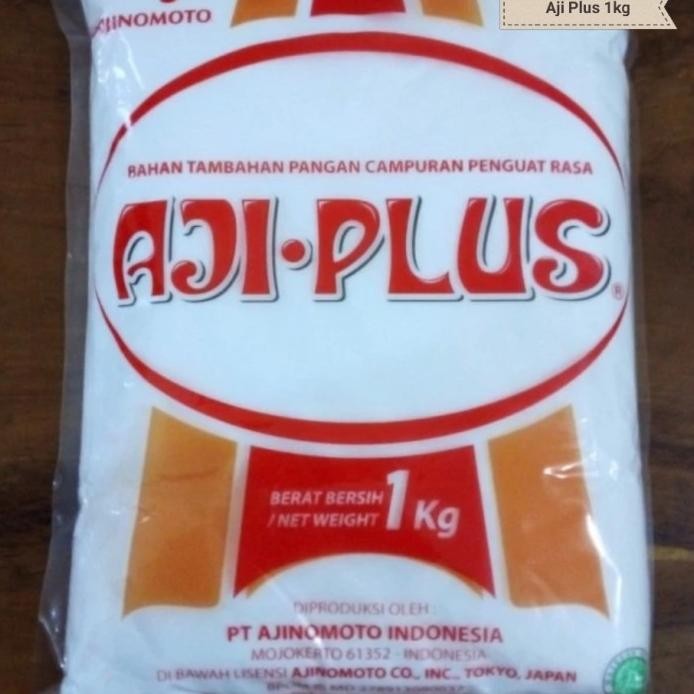 Aji Plus 1kg
AJINOMOTO
BAHAN TAMBAHAN PANGAN CAMPURAN PENGUAT RASA
AJI•PLUS®
BERAT BERSIH
/ NET WEIGHT 1 Kg
DIPRODUKSI OLEH :
PT AJINOMOTO INDONESIA
MOJOKERTO 61352 - INDONESIA
DI BAWAH LISENSI AJINOMOTO CO., INC., TOKYO, JAPAN